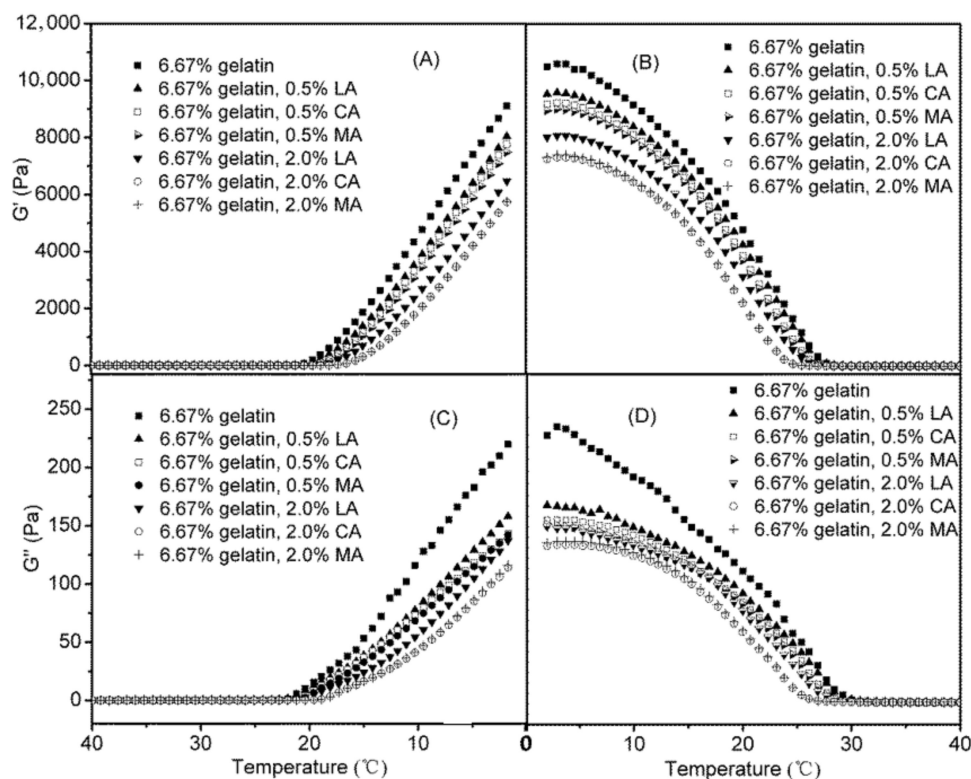 12,000
10,000
8000
6000
4000
2000
0
G' (Pa)
(A)
6.67% gelatin
6.67% gelatin, 0.5% LA
6.67% gelatin, 0.5% CA
6.67% gelatin, 0.5% MA
6.67% gelatin, 2.0% LA
6.67% gelatin, 2.0% CA
6.67% gelatin, 2.0% MA
(B)
6.67% gelatin
6.67% gelatin, 0.5% LA
6.67% gelatin, 0.5% CA
6.67% gelatin, 0.5% MA
6.67% gelatin, 2.0% LA
6.67% gelatin, 2.0% CA
6.67% gelatin, 2.0% MA
250
200
150
100
50
0
G" (Pa)
(C)
6.67% gelatin
6.67% gelatin, 0.5% LA
6.67% gelatin, 0.5% CA
6.67% gelatin, 0.5% MA
6.67% gelatin, 2.0% LA
6.67% gelatin, 2.0% CA
6.67% gelatin, 2.0% MA
(D)
6.67% gelatin
6.67% gelatin, 0.5% LA
6.67% gelatin, 0.5% CA
6.67% gelatin, 0.5% MA
6.67% gelatin, 2.0% LA
6.67% gelatin, 2.0% CA
6.67% gelatin, 2.0% MA
40 30 20 10 0 10 20 30 40
Temperature (℃) Temperature (℃)